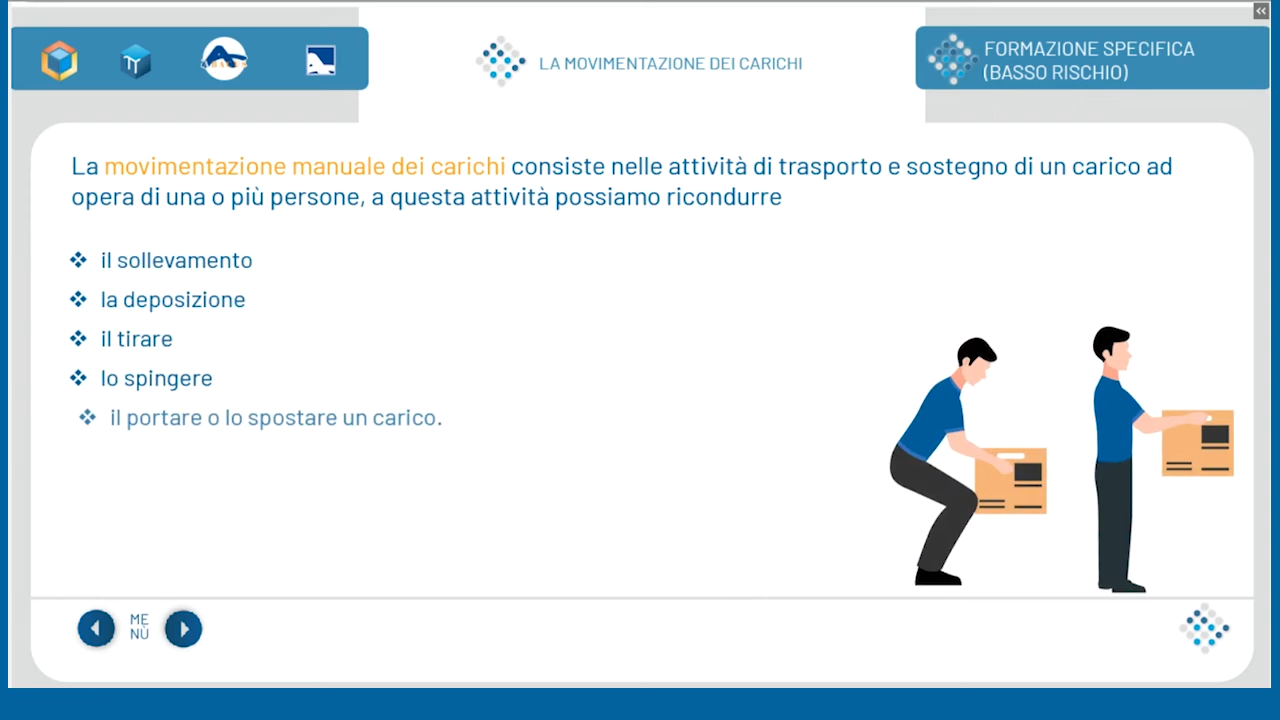 LA MOVIMENTAZIONE DEI CARICHI
FORMAZIONE SPECIFICA
(BASSO RISCHIO)
La movimentazione manuale dei carichi consiste nelle attività di trasporto e sostegno di un carico ad
opera di una o più persone, a questa attività possiamo ricondurre
❖ il sollevamento
❖ la deposizione
❖ il tirare
❖ lo spingere
❖ il portare o lo spostare un carico.
ME
NÙ